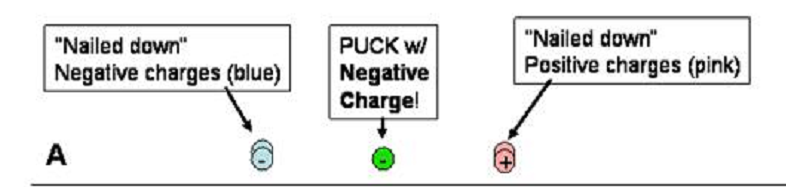 "Nailed down"
Negative charges (blue)
PUCK w/
Negative
Charge!
"Nailed down"
Positive charges (pink)
A
-
-
+